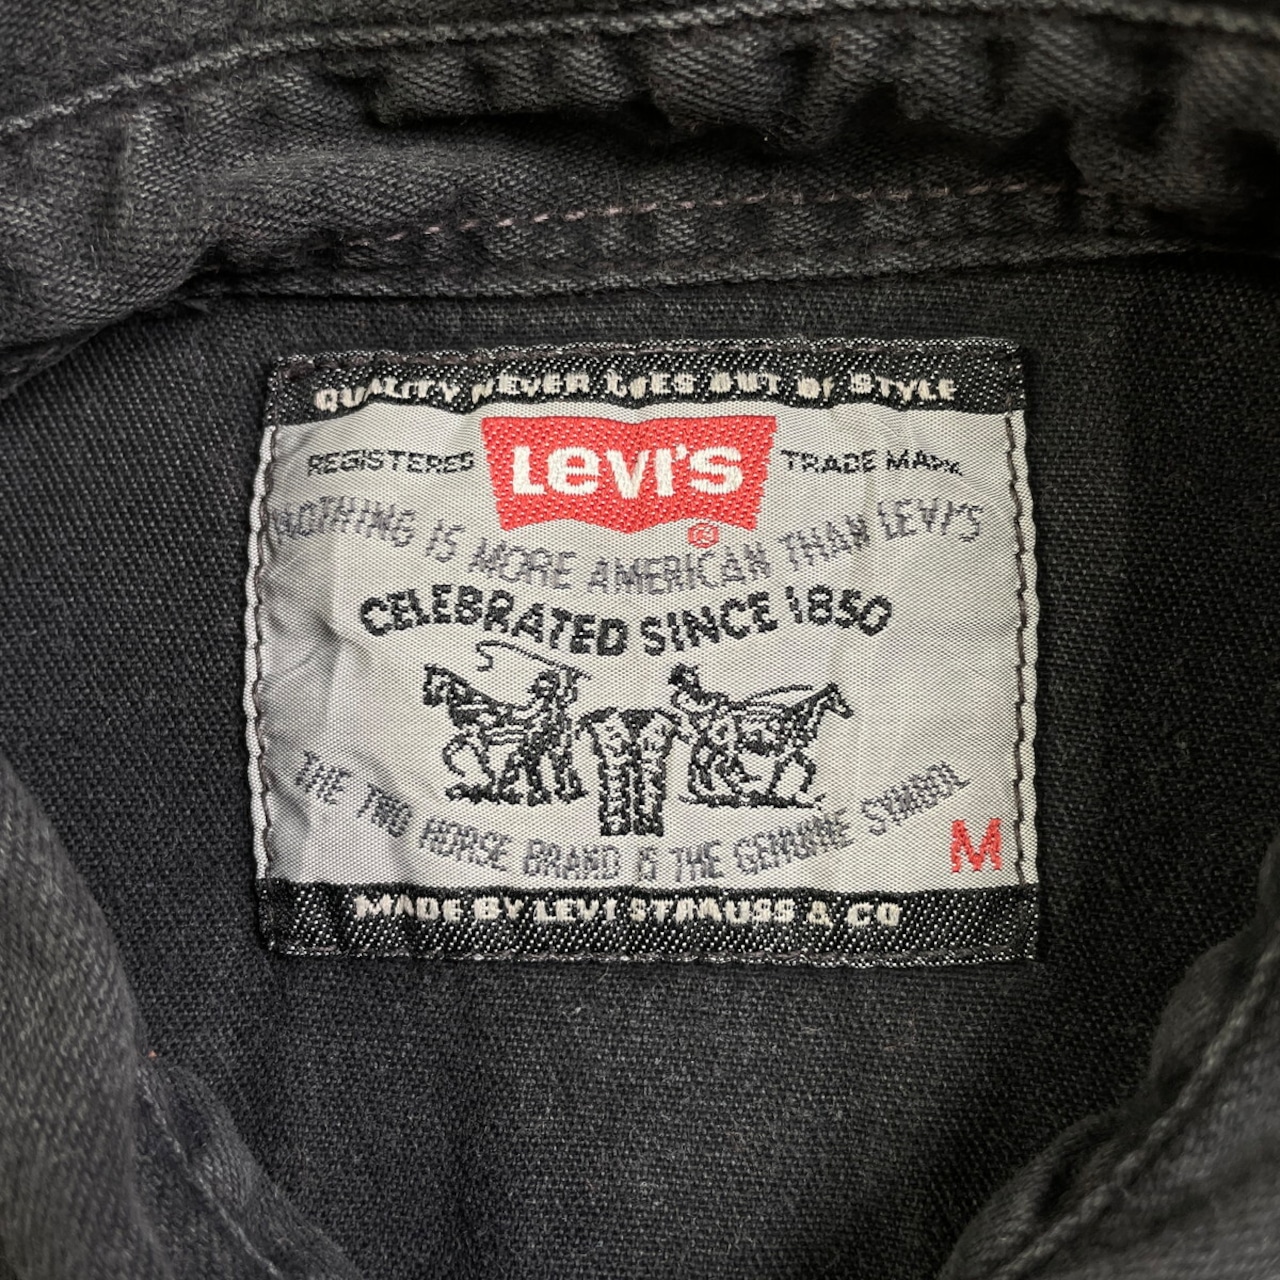 QUALITY NEVER GOES OUT OF STYLE
REGISTERED LEVI'S TRADE MARK
®
NOTHING IS MORE AMERICAN THAN LEVI'S
CELEBRATED SINCE 1850
THE TWO HORSE BRAND IS THE GENUINE SYMBOL
M
MADE BY LEVI STRAUSS & CO